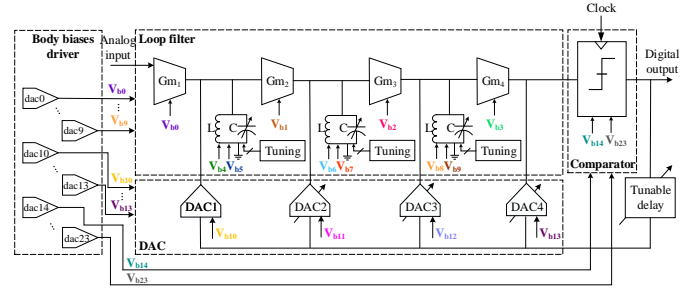 Clock
Body biases
driver
Analog
input
Loop filter
Digital
output
dac0
dac9
dac10
dac13
dac14
dac23
Vb0
Vb9
Vb10
Vb13
Gm1
Gm2
Gm3
Gm4
Vb0
Vb1
Vb2
Vb3
L C
L C
L C
Tuning
Tuning
Tuning
Vb4 Vb5
Vb6 Vb7
Vb8 Vb9
Vb14 Vb23
Comparator
DAC1
DAC2
DAC3
DAC4
Tunable
delay
Vb10
Vb11
Vb12
Vb13
DAC
Vb14
Vb23